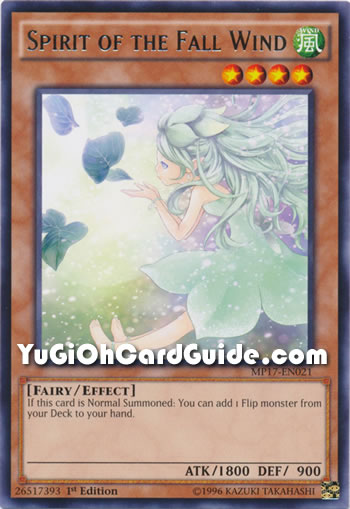 SPIRIT OF THE FALL WIND
WIND
風
YuGiOhCardGuide.com
MP17-EN021
[FAIRY/EFFECT]
If this card is Normal Summoned: You can add 1 Flip monster from
your Deck to your hand.
ATK/1800 DEF/ 900
26517393 1st Edition ©1996 KAZUKI TAKAHASHI